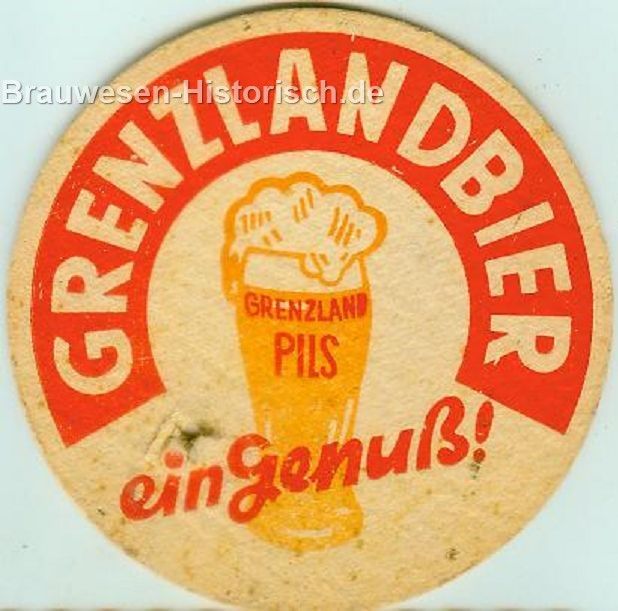 Brauwesen-Historisch.de
GRENZLANDBIER
GRENZLAND
PILS
ein Genuß!